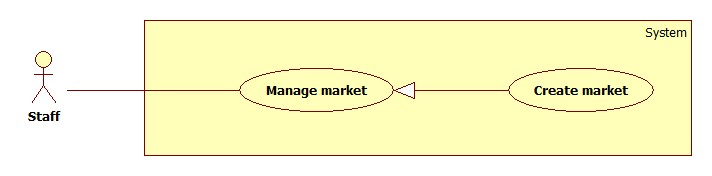 System
Manage market
Create market
Staff